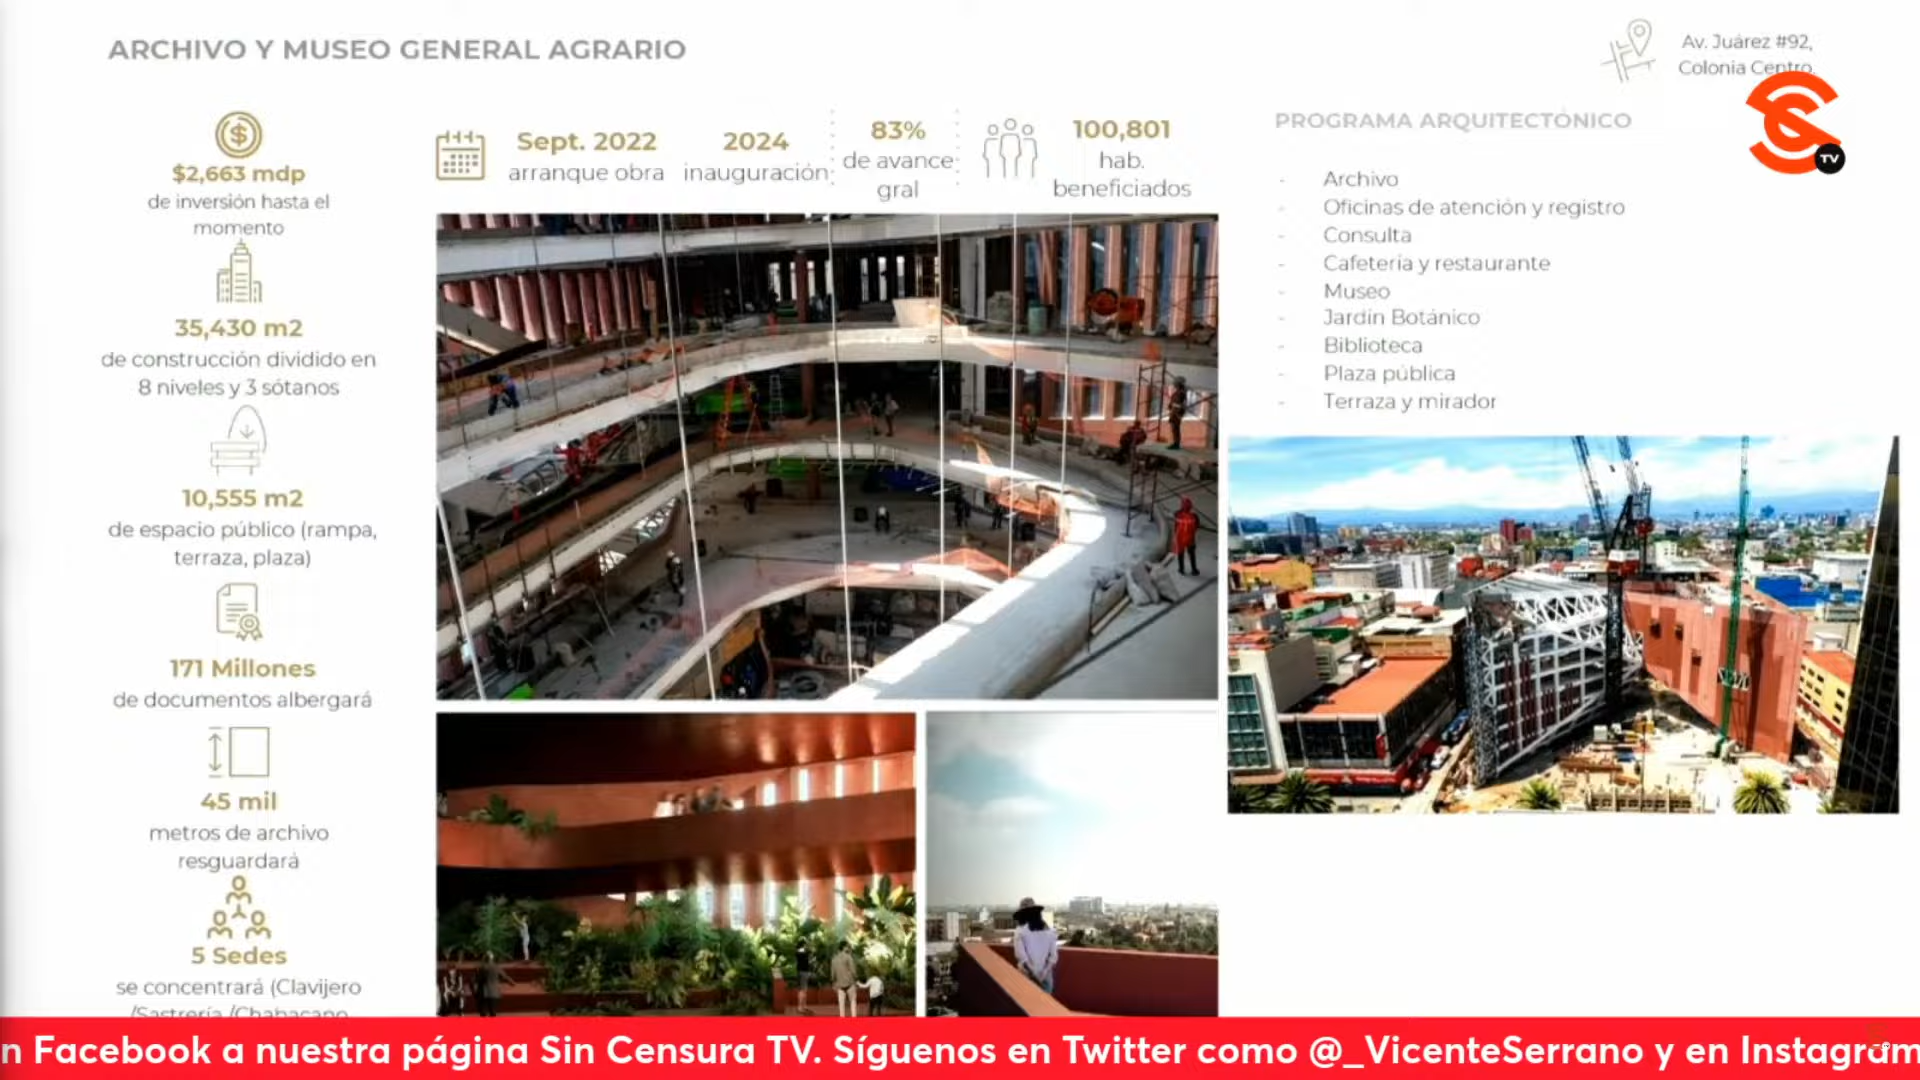 ARCHIVO Y MUSEO GENERAL AGRARIO
Av. Juárez #92,
Colonia Centro.
TV
$2,663 mdp
de inversión hasta el
momento
35,430 m2
de construcción dividido en
8 niveles y 3 sótanos
10,555 m2
de espacio público (rampa,
terraza, plaza)
171 Millones
de documentos albergará
45 mil
metros de archivo
resguardará
5 Sedes
se concentrará (Clavijero
/Sastrería /Chabacano
Sept. 2022
arranque obra
2024
inauguración
83%
de avance
gral
100,801
hab.
beneficiados
PROGRAMA ARQUITECTÓNICO
- Archivo
- Oficinas de atención y registro
- Consulta
- Cafetería y restaurante
- Museo
- Jardín Botánico
- Biblioteca
- Plaza pública
- Terraza y mirador
n Facebook a nuestra página Sin Censura TV. Síguenos en Twitter como @_VicenteSerrano y en Instagram